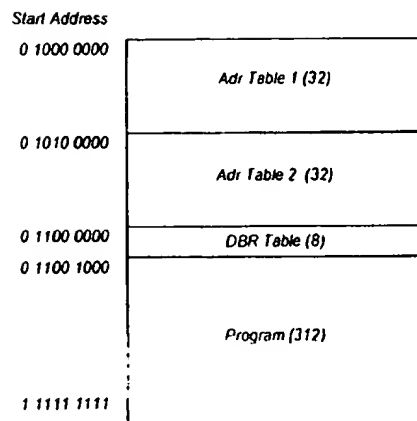 Start Address
0 1000 0000
Adr Table 1 (32)
0 1010 0000
Adr Table 2 (32)
0 1100 0000
DBR Table (8)
0 1100 1000
Program (312)
1 1111 1111